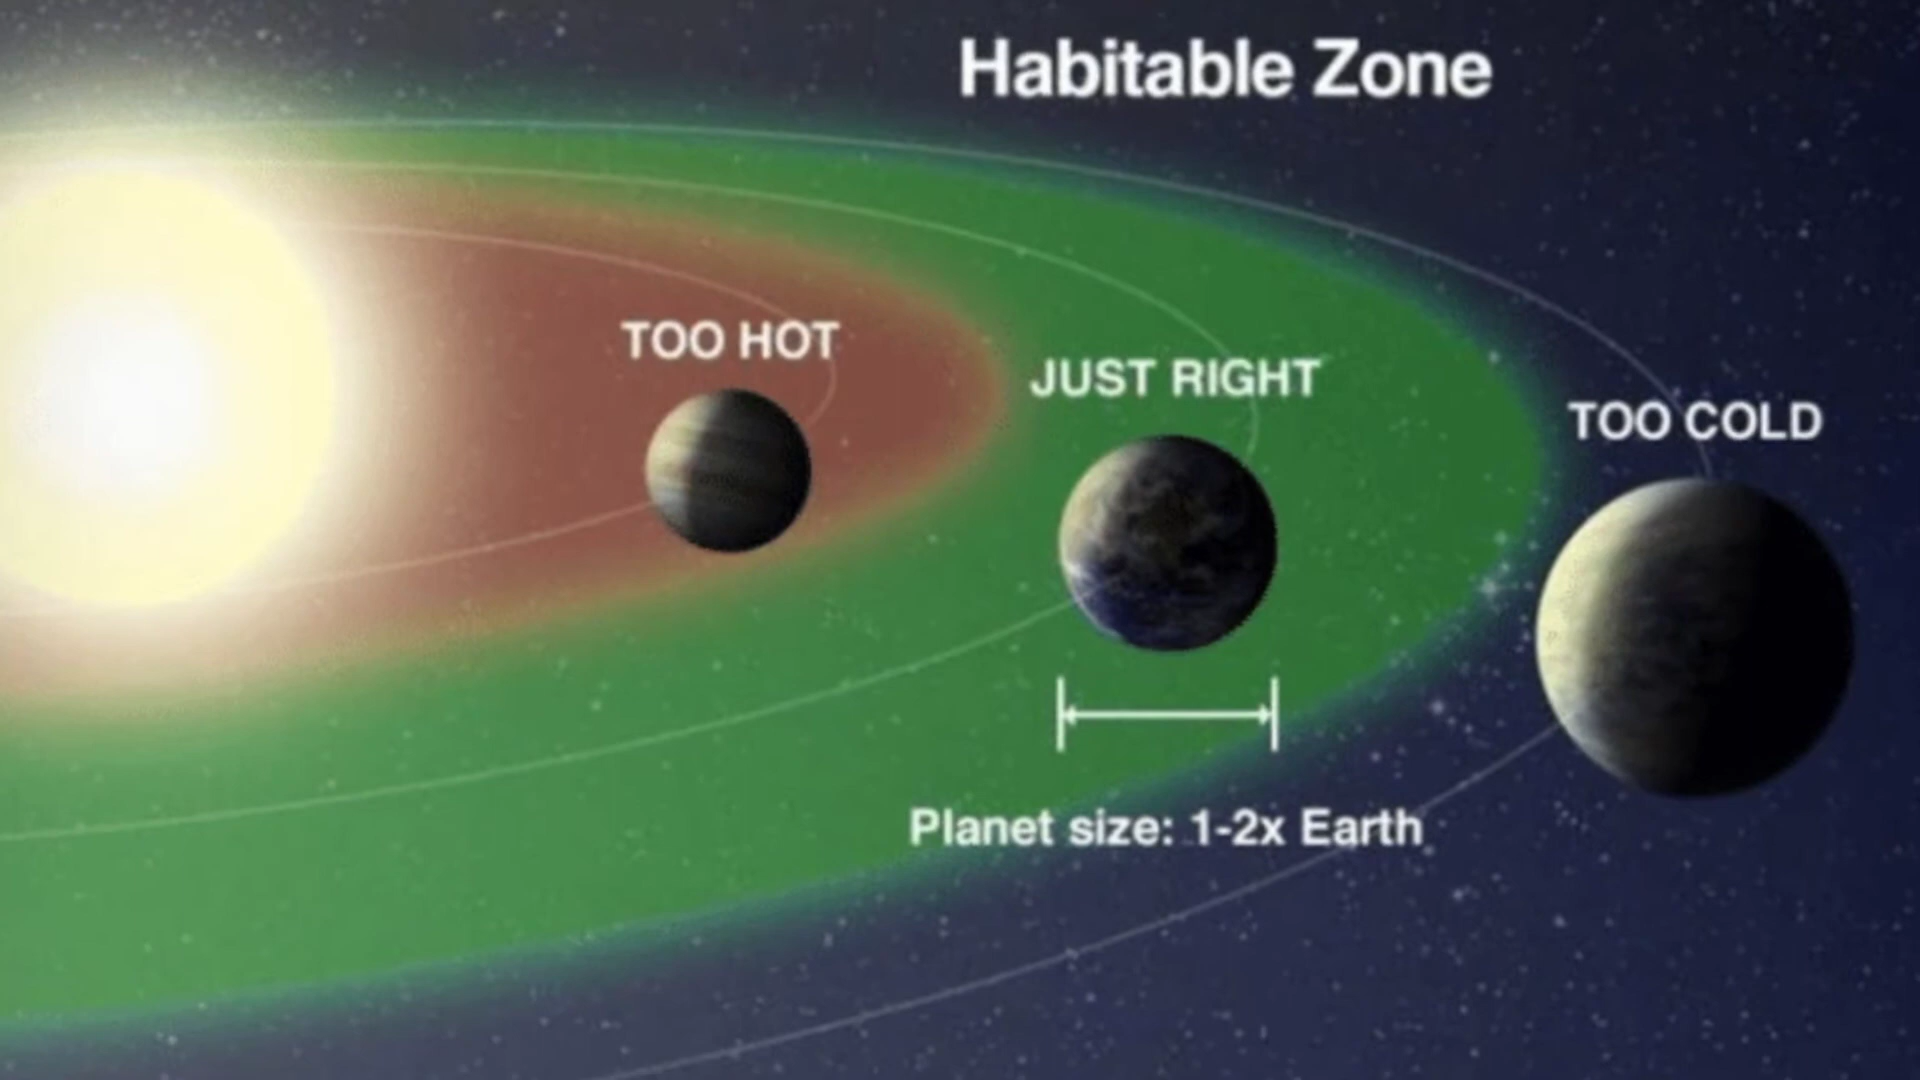 Habitable Zone
TOO HOT
JUST RIGHT
TOO COLD
Planet size: 1-2x Earth